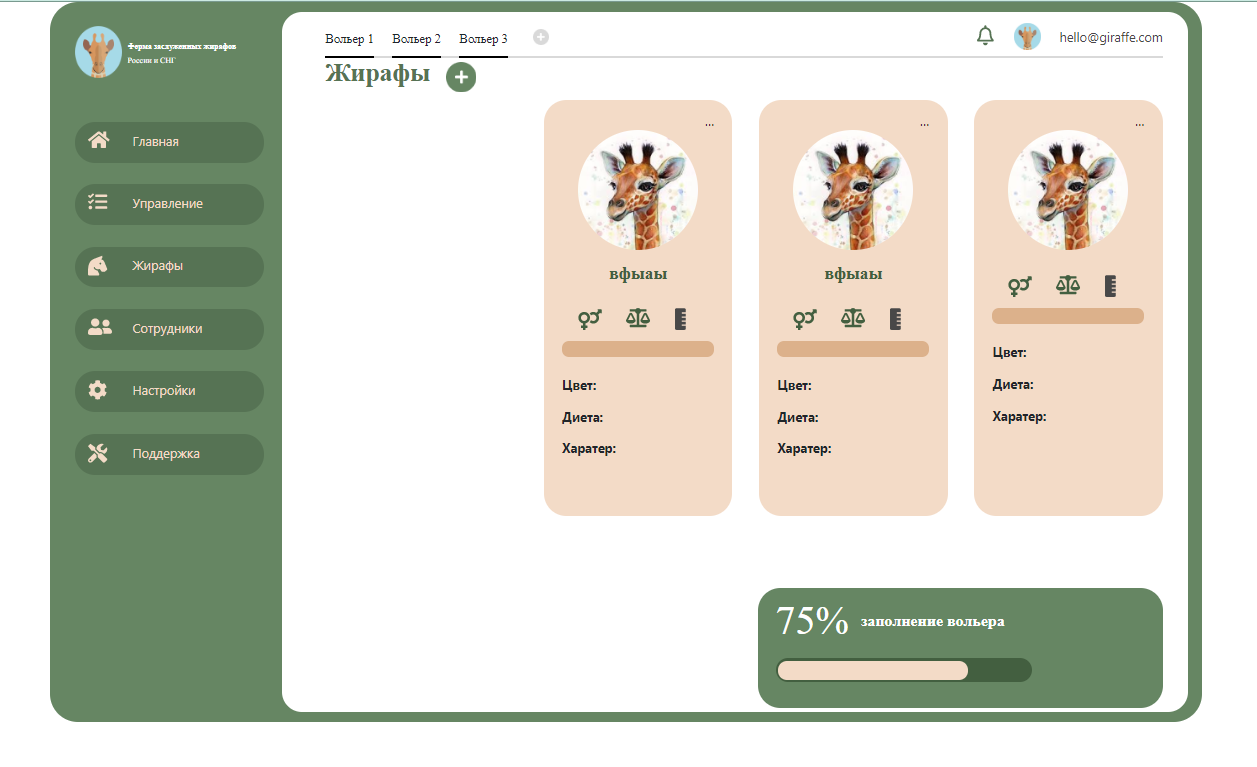 Ферма заслуженных жирафов
России и СНГ
Главная
Управление
Жирафы
Сотрудники
Настройки
Поддержка
Вольер 1 Вольер 2 Вольер 3
hello@giraffe.com
Жирафы
...
вфыаы
Цвет:
Диета:
Харатер:
...
вфыаы
Цвет:
Диета:
Харатер:
...
Цвет:
Диета:
Харатер:
75% заполнение вольера